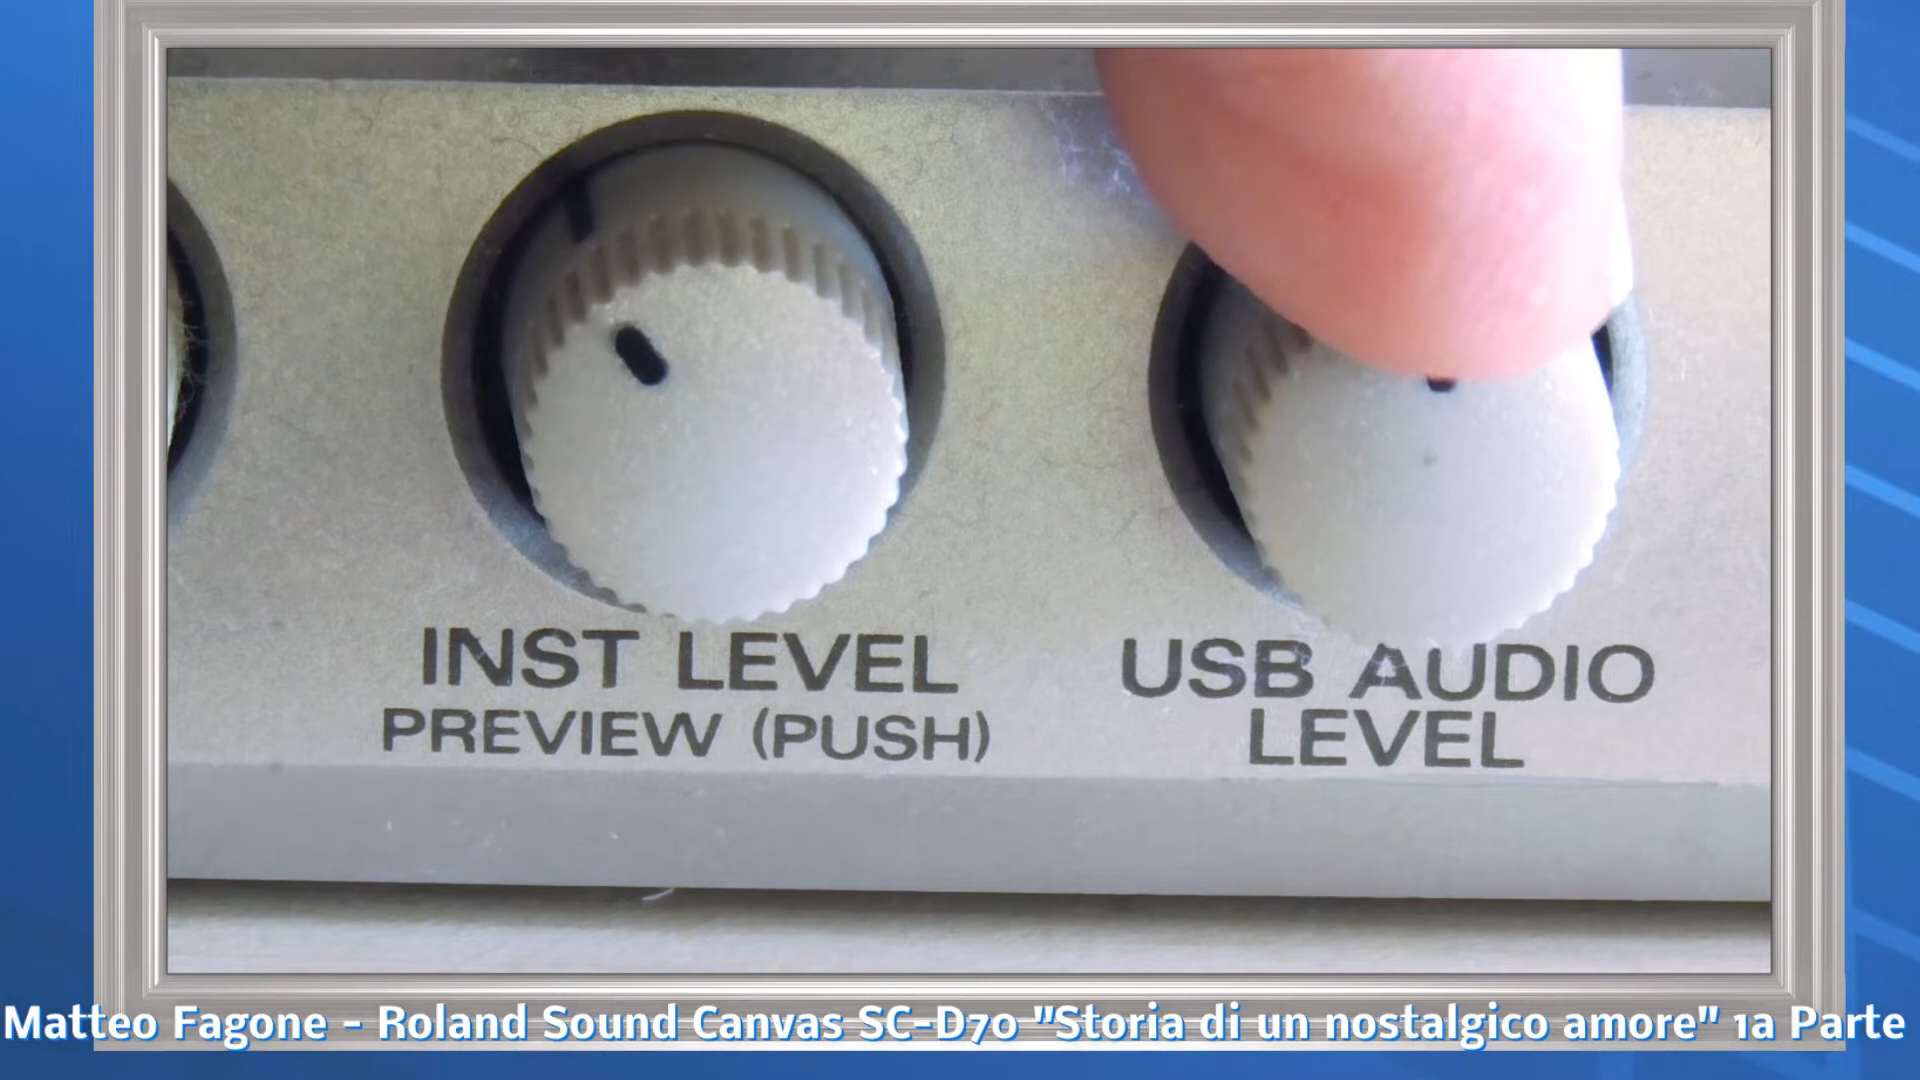 INST LEVEL
PREVIEW (PUSH)
USB AUDIO
LEVEL
Matteo Fagone - Roland Sound Canvas SC-D70 "Storia di un nostalgico amore" 1a Parte